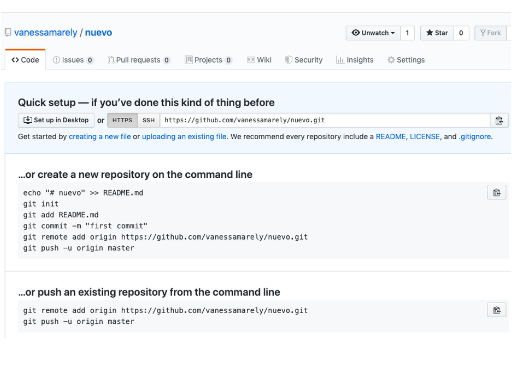 vanessamarely / nuevo
Unwatch 1 Star 0 Fork
Code Issues 0 Pull requests 0 Projects 0 Wiki Security Insights Settings
Quick setup — if you've done this kind of thing before
Set up in Desktop or HTTPS SSH https://github.com/vanessamarely/nuevo.git
Get started by creating a new file or uploading an existing file. We recommend every repository include a README, LICENSE, and .gitignore.
...or create a new repository on the command line
echo "# nuevo" >> README.md
git init
git add README.md
git commit -m "first commit"
git remote add origin https://github.com/vanessamarely/nuevo.git
git push -u origin master
...or push an existing repository from the command line
git remote add origin https://github.com/vanessamarely/nuevo.git
git push -u origin master